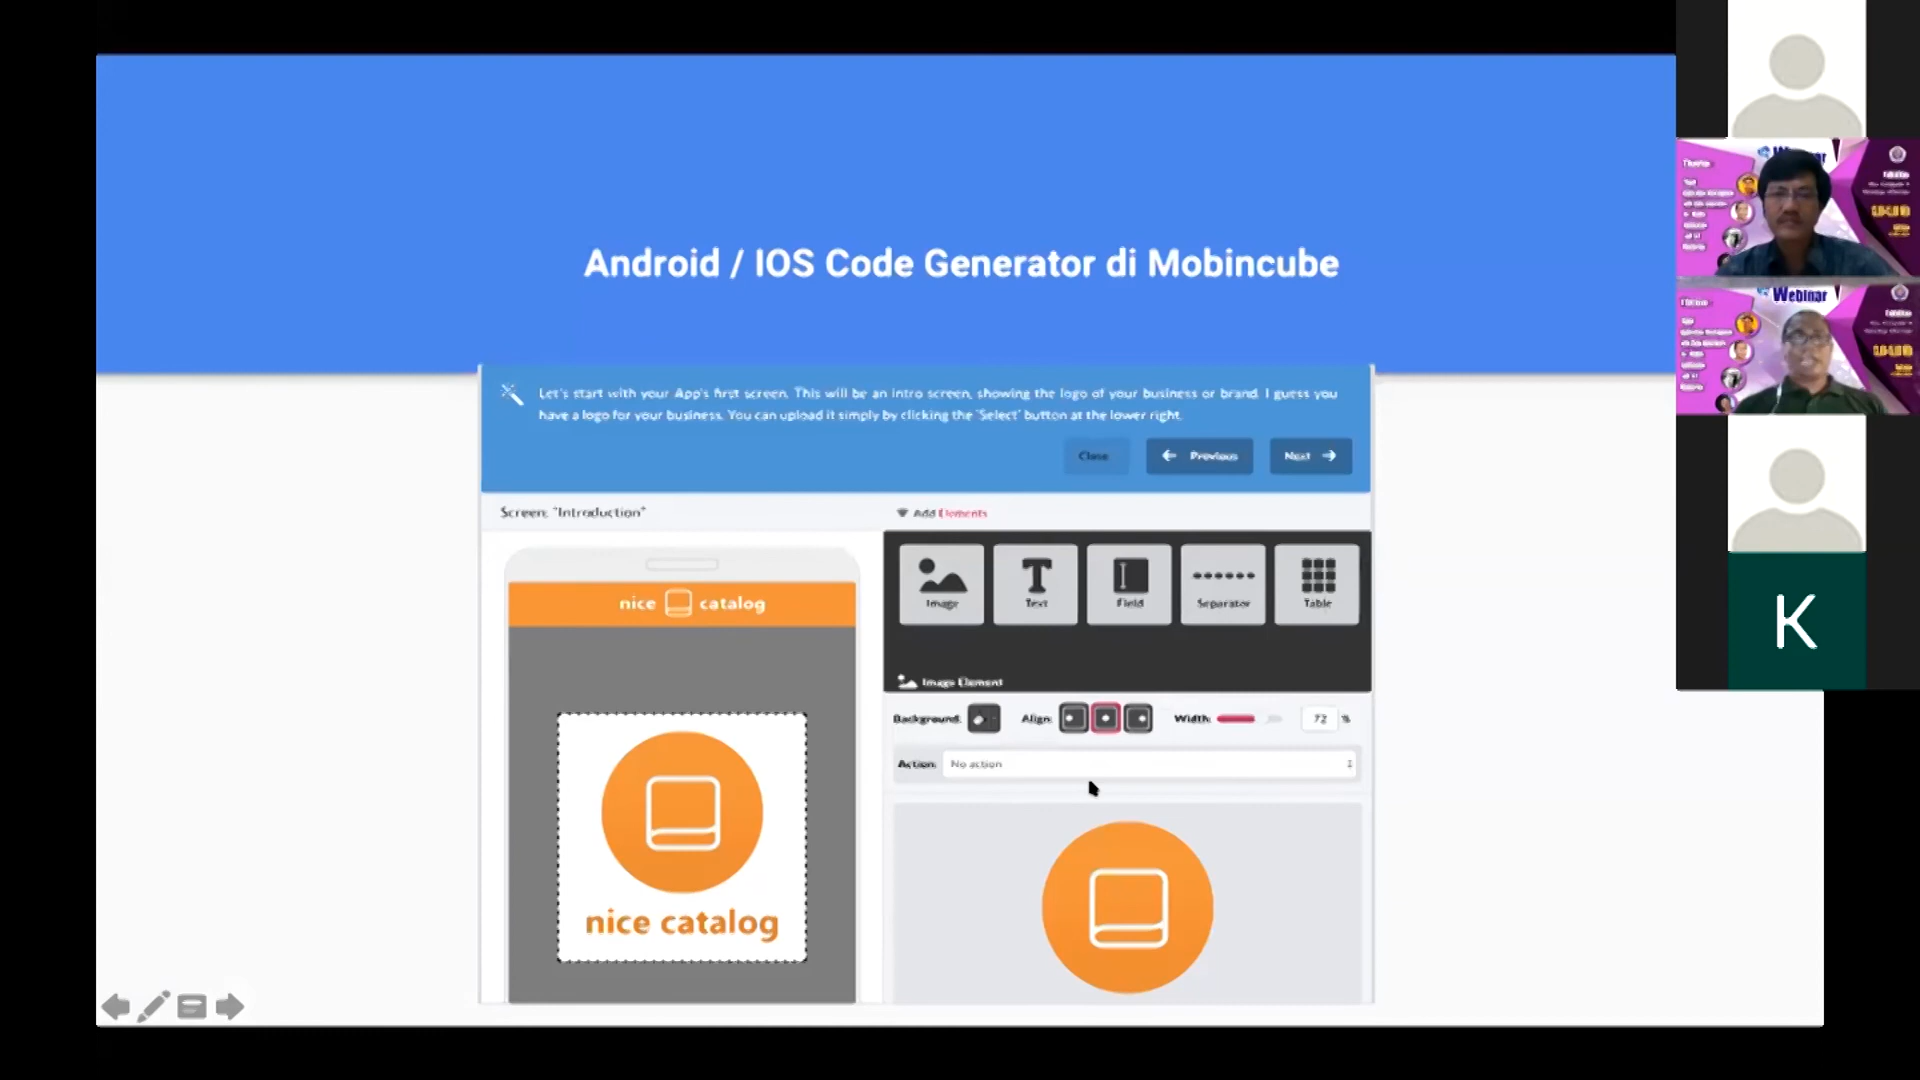 Android / IOS Code Generator di Mobincube
Let's start with your App's first screen. This will be an intro screen, showing the logo of your business or brand. I guess you
have a logo for your business. You can upload it simply by clicking the 'Select' button at the lower right.
Close
Previous
Next
Screen: "Introduction"
Add Elements
nice catalog
Image
Text
Field
Separator
Table
Image Element
Background:
Align:
Width:
72 %
Action:
No action
nice catalog
Webinar
K